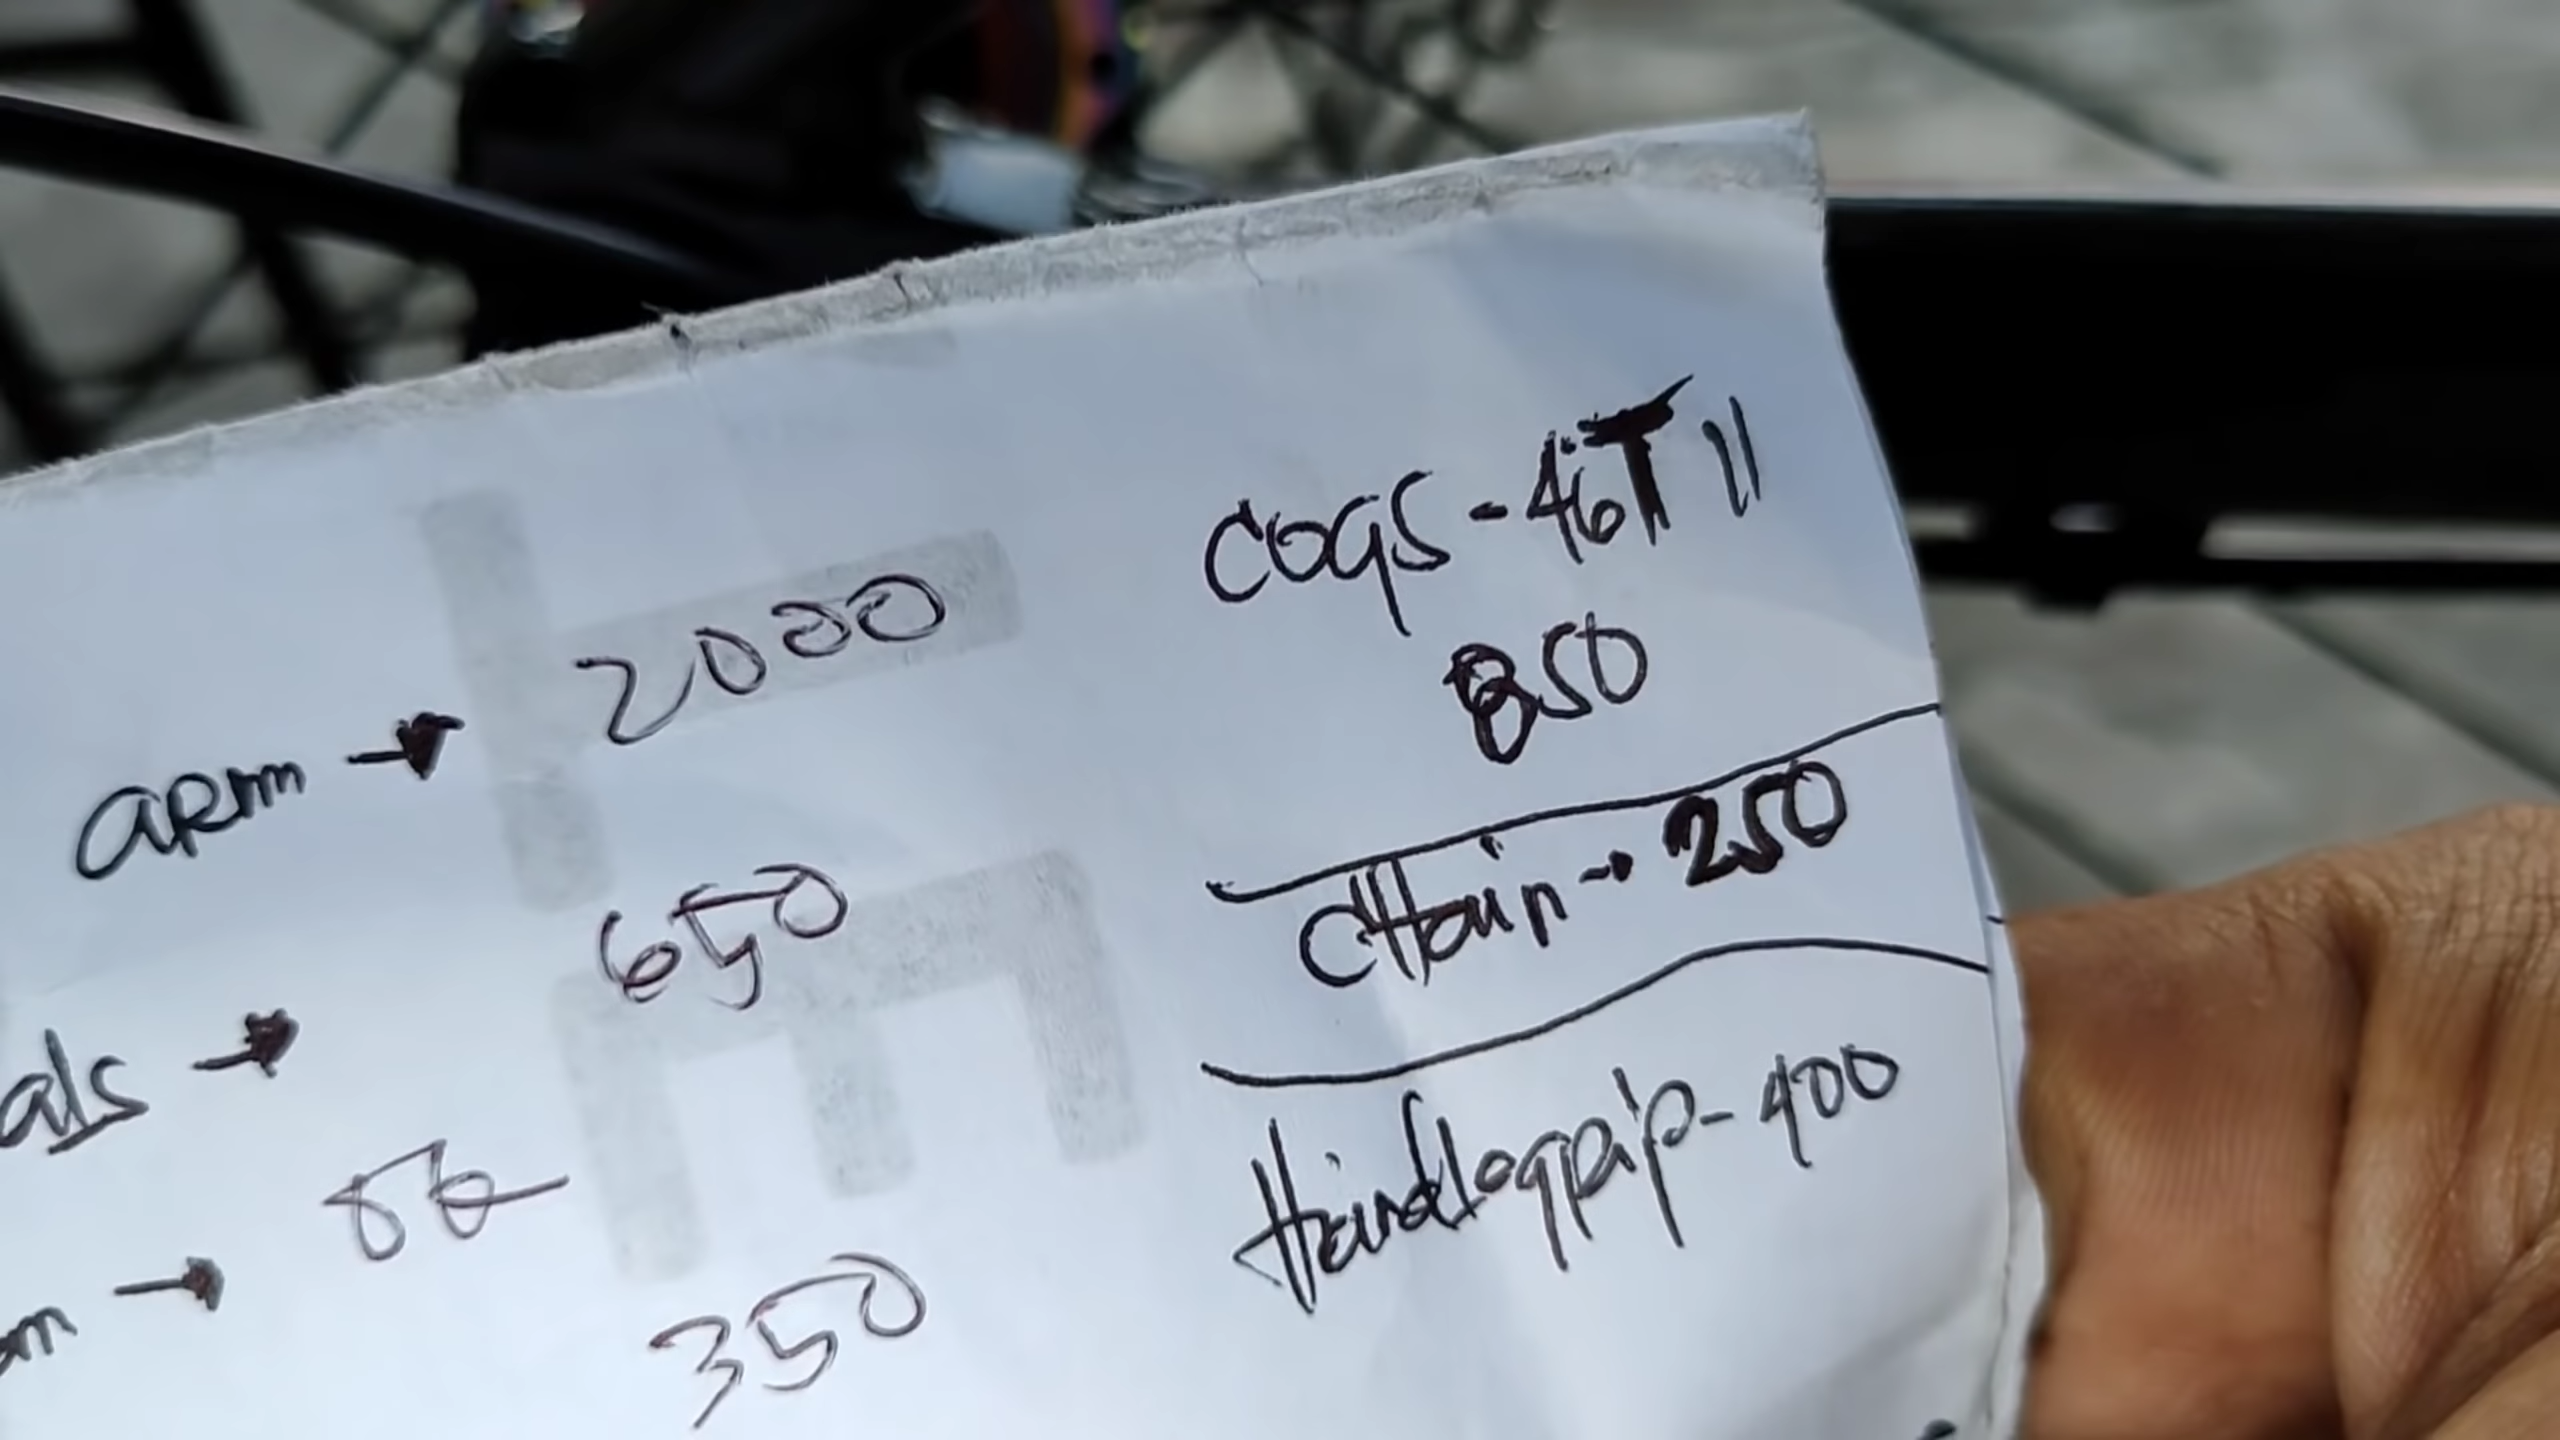 arm → 2000
650
als →
350
cogs - 46T 11
850
cHain → 250
Handlegrip - 400